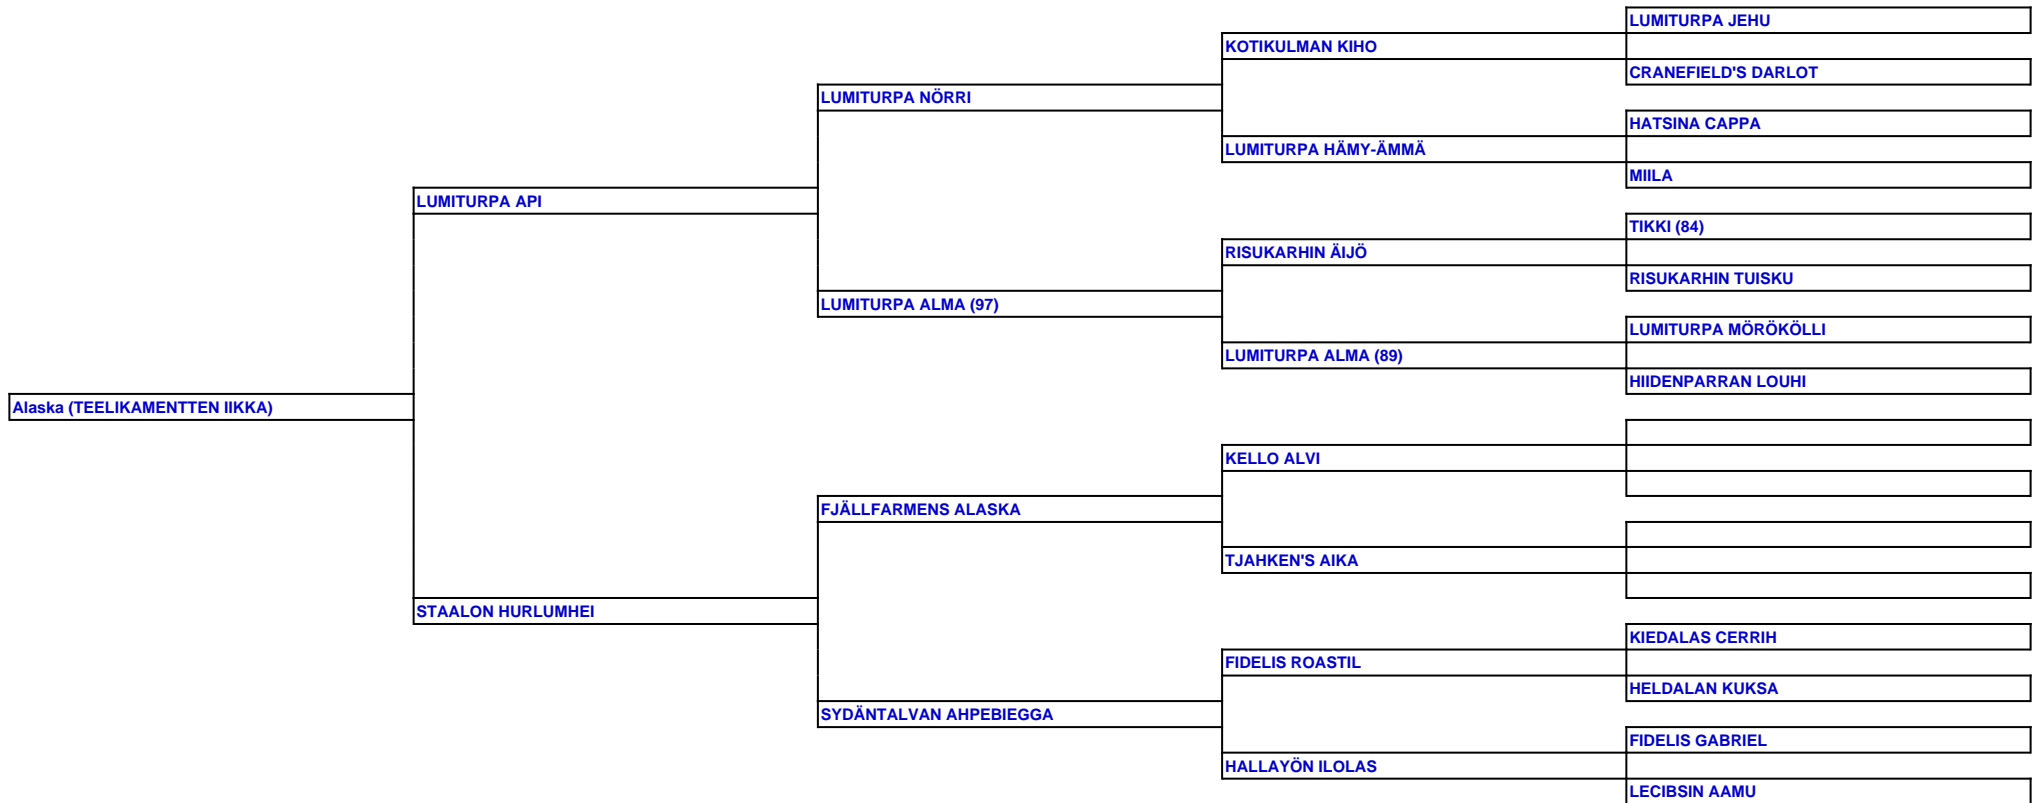 LUMITURPA JEHU
KOTIKULMAN KIHO
CRANEFIELD'S DARLOT
LUMITURPA NÖRRI
HATSINA CAPPA
LUMITURPA HÄMY-ÄMMÄ
MIILA
LUMITURPA API
TIKKI (84)
RISUKARHIN ÄIJÖ
RISUKARHIN TUISKU
LUMITURPA ALMA (97)
LUMITURPA MÖRÖKÖLLI
LUMITURPA ALMA (89)
HIIDENPARRAN LOUHI
Alaska (TEELIKAMENTTEN IIKKA)
KELLO ALVI
FJÄLLFARMENS ALASKA
TJAHKEN'S AIKA
STAALON HURLUMHEI
KIEDALAS CERRIH
FIDELIS ROASTIL
HELDALAN KUKSA
SYDÄNTALVAN AHPEBIEGGA
FIDELIS GABRIEL
HALLAYÖN ILOLAS
LECIBSIN AAMU